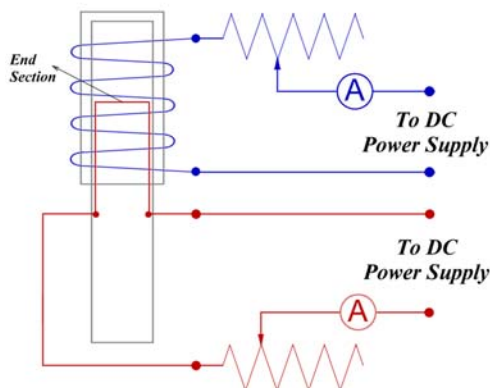 End
Section
A
To DC
Power Supply
To DC
Power Supply
A